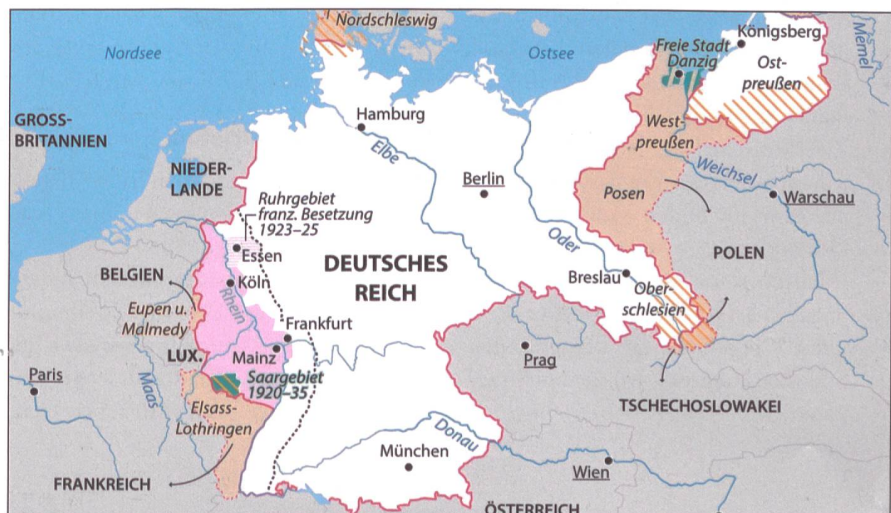 Nordschleswig
Nordsee
Ostsee
Königsberg
Freie Stadt
Danzig
Ost-
preußen
Memel
GROSS-
BRITANNIEN
Hamburg
Elbe
West-
preußen
NIEDER-
LANDE
Berlin
Posen
Weichsel
Warschau
Ruhrgebiet
franz. Besetzung
1923–25
Essen
DEUTSCHES
REICH
Oder
POLEN
BELGIEN
Köln
Rhein
Breslau
Ober-
schlesien
Eupen u.
Malmedy
Frankfurt
LUX.
Mainz
Prag
Paris
Maas
Saargebiet
1920–35
Elsass-
Lothringen
TSCHECHOSLOWAKEI
Donau
München
Wien
FRANKREICH
ÖSTERREICH